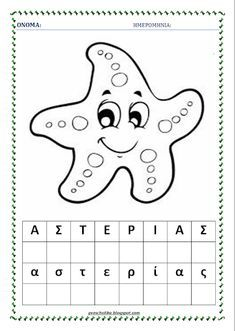 ΟΝΟΜΑ: ΗΜΕΡΟΜΗΝΙΑ:
Α Σ Τ Ε Ρ Ι Α Σ
α σ τ ε ρ ί α ς